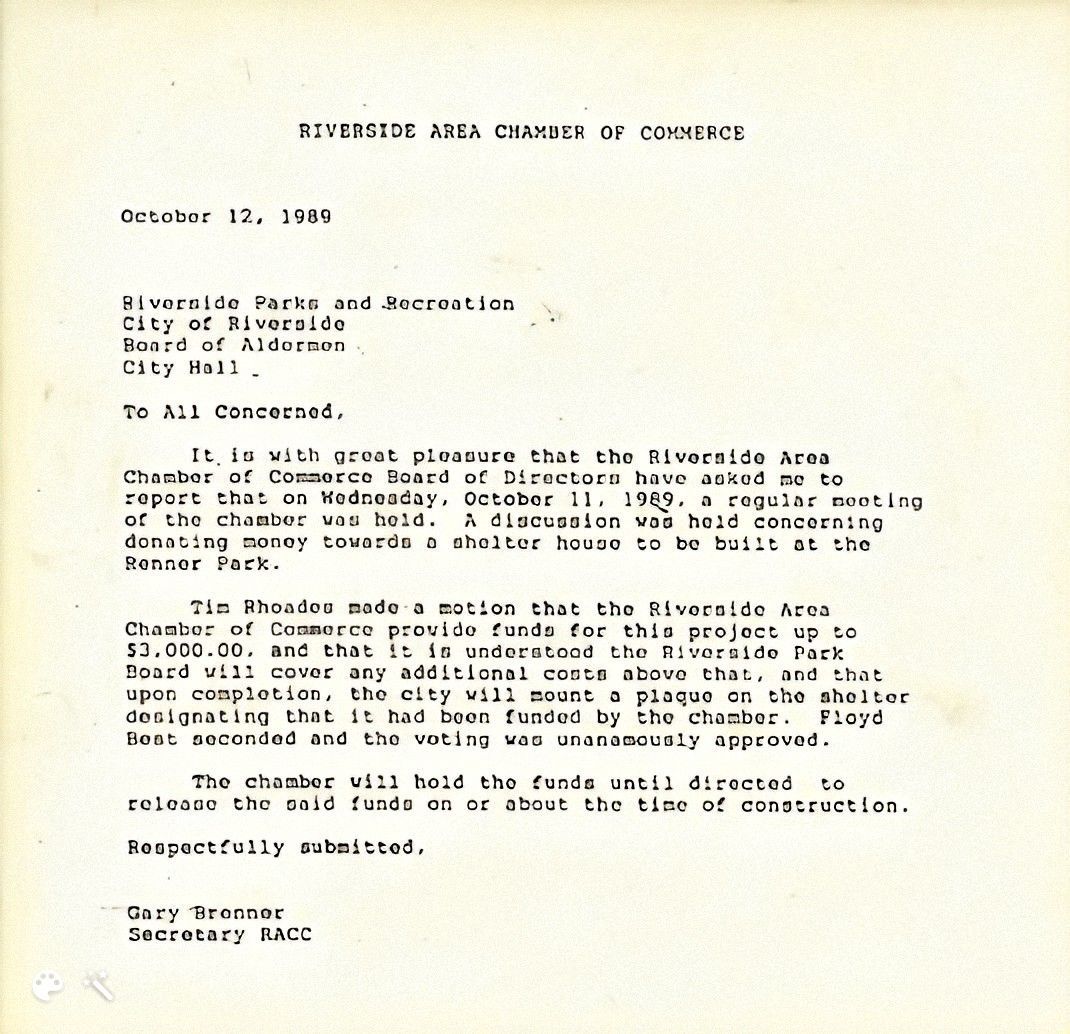 RIVERSIDE AREA CHAMBER OF COMMERCE
October 12, 1989
Riverside Parks and Recreation
City of Riverside
Board of Aldermen
City Hall
To All Concerned,
It is with great pleasure that the Riverside Area
Chamber of Commerce Board of Directors have asked me to
report that on Wednesday, October 11, 1989, a regular meeting
of the chamber was held. A discussion was held concerning
donating money towards a shelter house to be built at the
Renner Park.
Tim Rhoades made a motion that the Riverside Area
Chamber of Commerce provide funds for this project up to
$3,000.00, and that it is understood the Riverside Park
Board will cover any additional costs above that, and that
upon completion, the city will mount a plaque on the shelter
designating that it had been funded by the chamber. Floyd
Best seconded and the voting was unanamously approved.
The chamber will hold the funds until directed to
release the said funds on or about the time of construction.
Respectfully submitted,
Gary Brenner
Secretary RACC